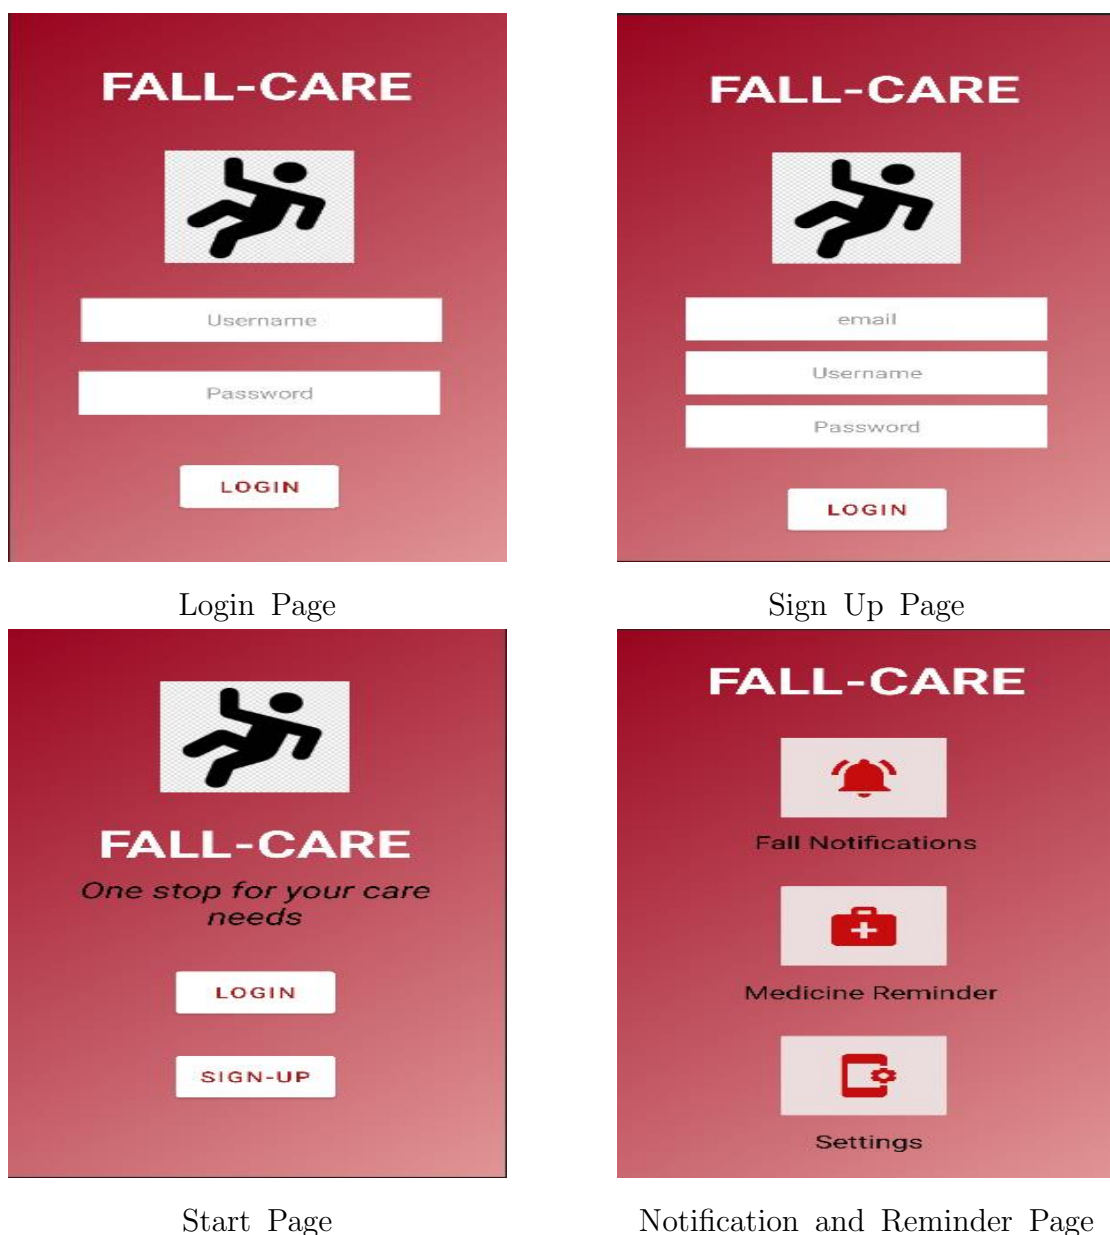 FALL-CARE
Username
Password
LOGIN
Login Page
FALL-CARE
email
Username
Password
LOGIN
Sign Up Page
FALL-CARE
One stop for your care
needs
LOGIN
SIGN-UP
Start Page
FALL-CARE
Fall Notifications
Medicine Reminder
Settings
Notification and Reminder Page